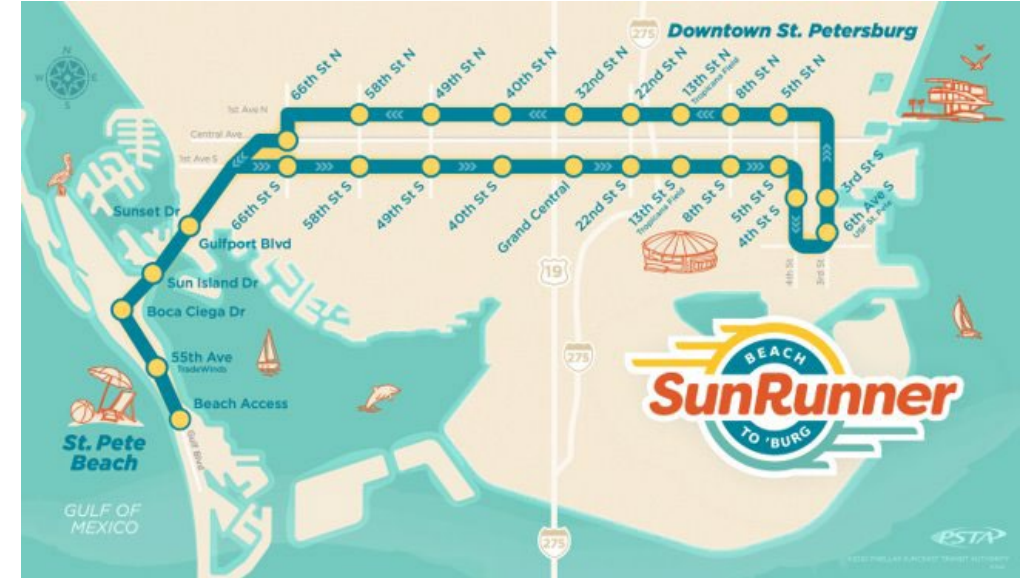 275
Downtown St. Petersburg
N
W
E
S
66th St N
58th St N
49th St N
40th St N
32nd St N
22nd St N
13th St N
Tropicana Field
8th St N
5th St N
1st Ave N
Central Ave
1st Ave S
66th St S
58th St S
49th St S
40th St S
Grand Central
22nd St S
13th St S
Tropicana Field
8th St S
5th St S
4th St S
3rd St S
6th Ave S
USF St. Pete
4th St
3rd St
Sunset Dr
Gulfport Blvd
Sun Island Dr
Boca Ciega Dr
55th Ave
TradeWinds
Beach Access
19
275
St. Pete
Beach
Gulf Blvd
BEACH
SunRunner
TO 'BURG
GULF OF
MEXICO
275
PSTA